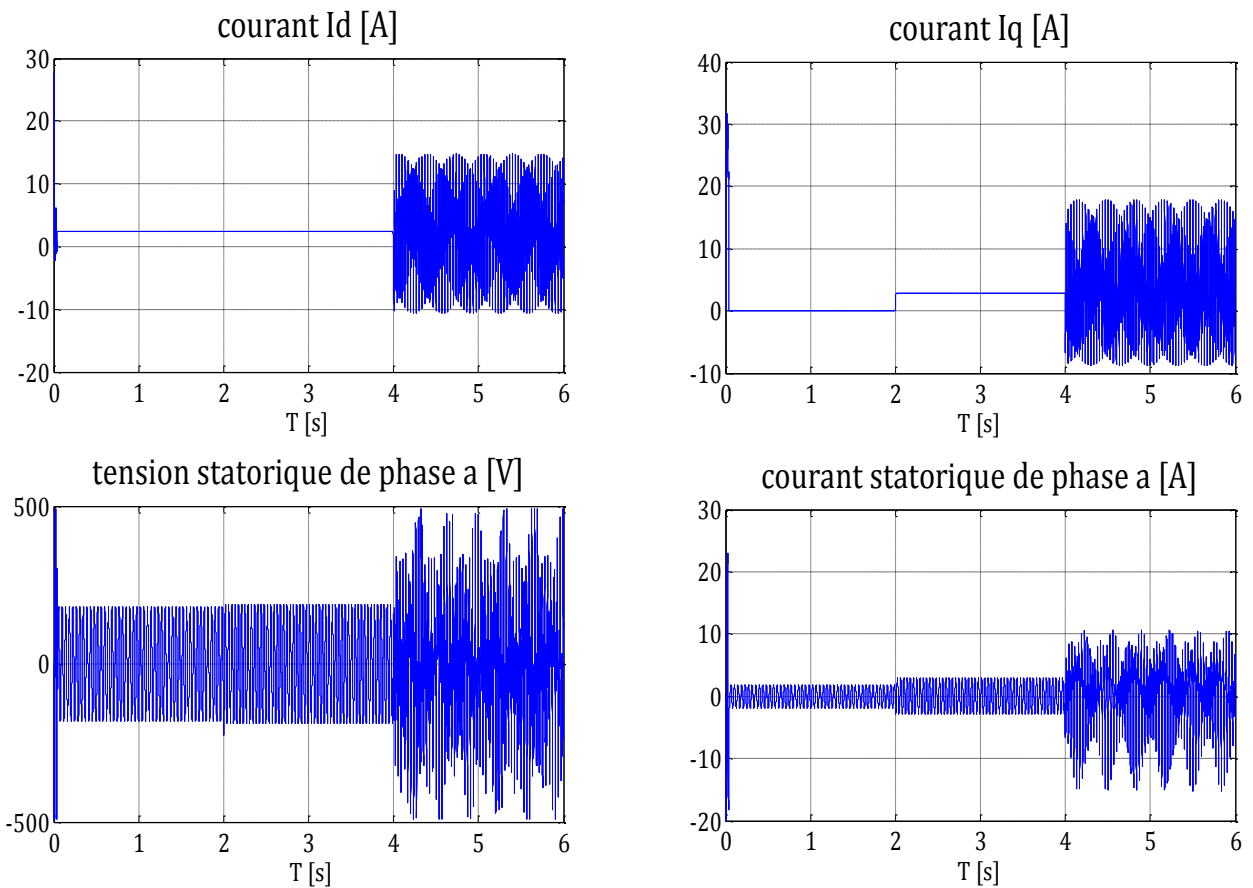 courant Id [A]
30
20
10
0
-10
-20
0 1 2 3 4 5 6
T [s]
courant Iq [A]
40
30
20
10
0
-10
0 1 2 3 4 5 6
T [s]
tension statorique de phase a [V]
500
0
-500
0 1 2 3 4 5 6
T [s]
courant statorique de phase a [A]
30
20
10
0
-10
-20
0 1 2 3 4 5 6
T [s]